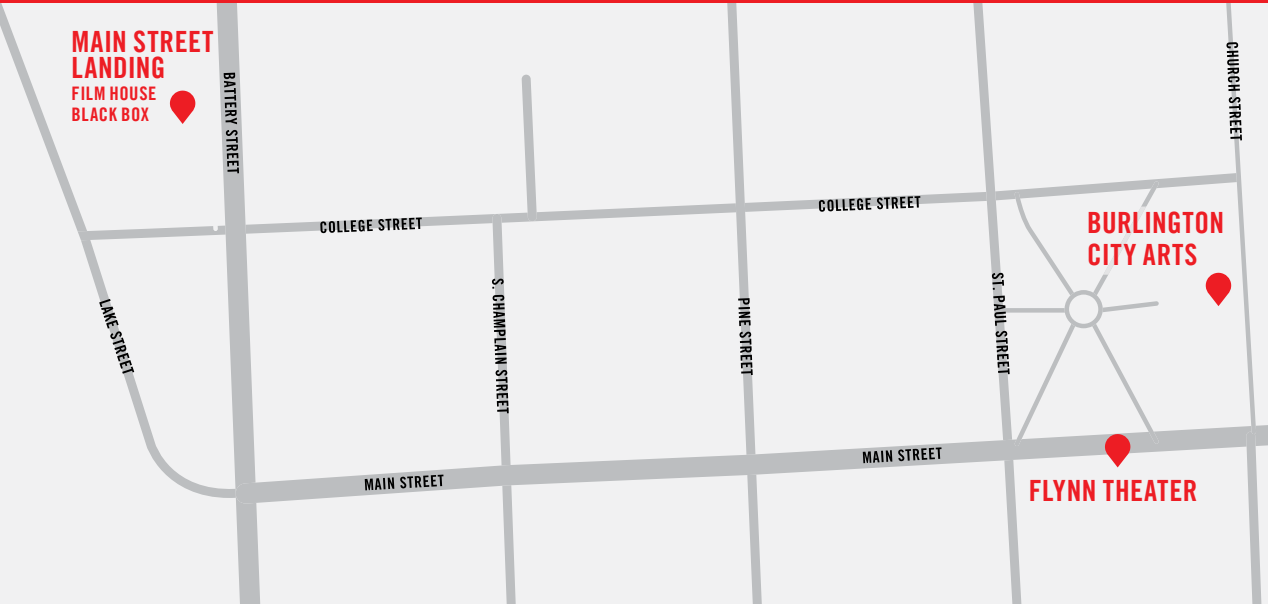 MAIN STREET
LANDING
FILM HOUSE
BLACK BOX
BATTERY STREET
CHURCH STREET
COLLEGE STREET
COLLEGE STREET
BURLINGTON
CITY ARTS
LAKE STREET
S. CHAMPLAIN STREET
PINE STREET
ST. PAUL STREET
MAIN STREET
MAIN STREET
FLYNN THEATER